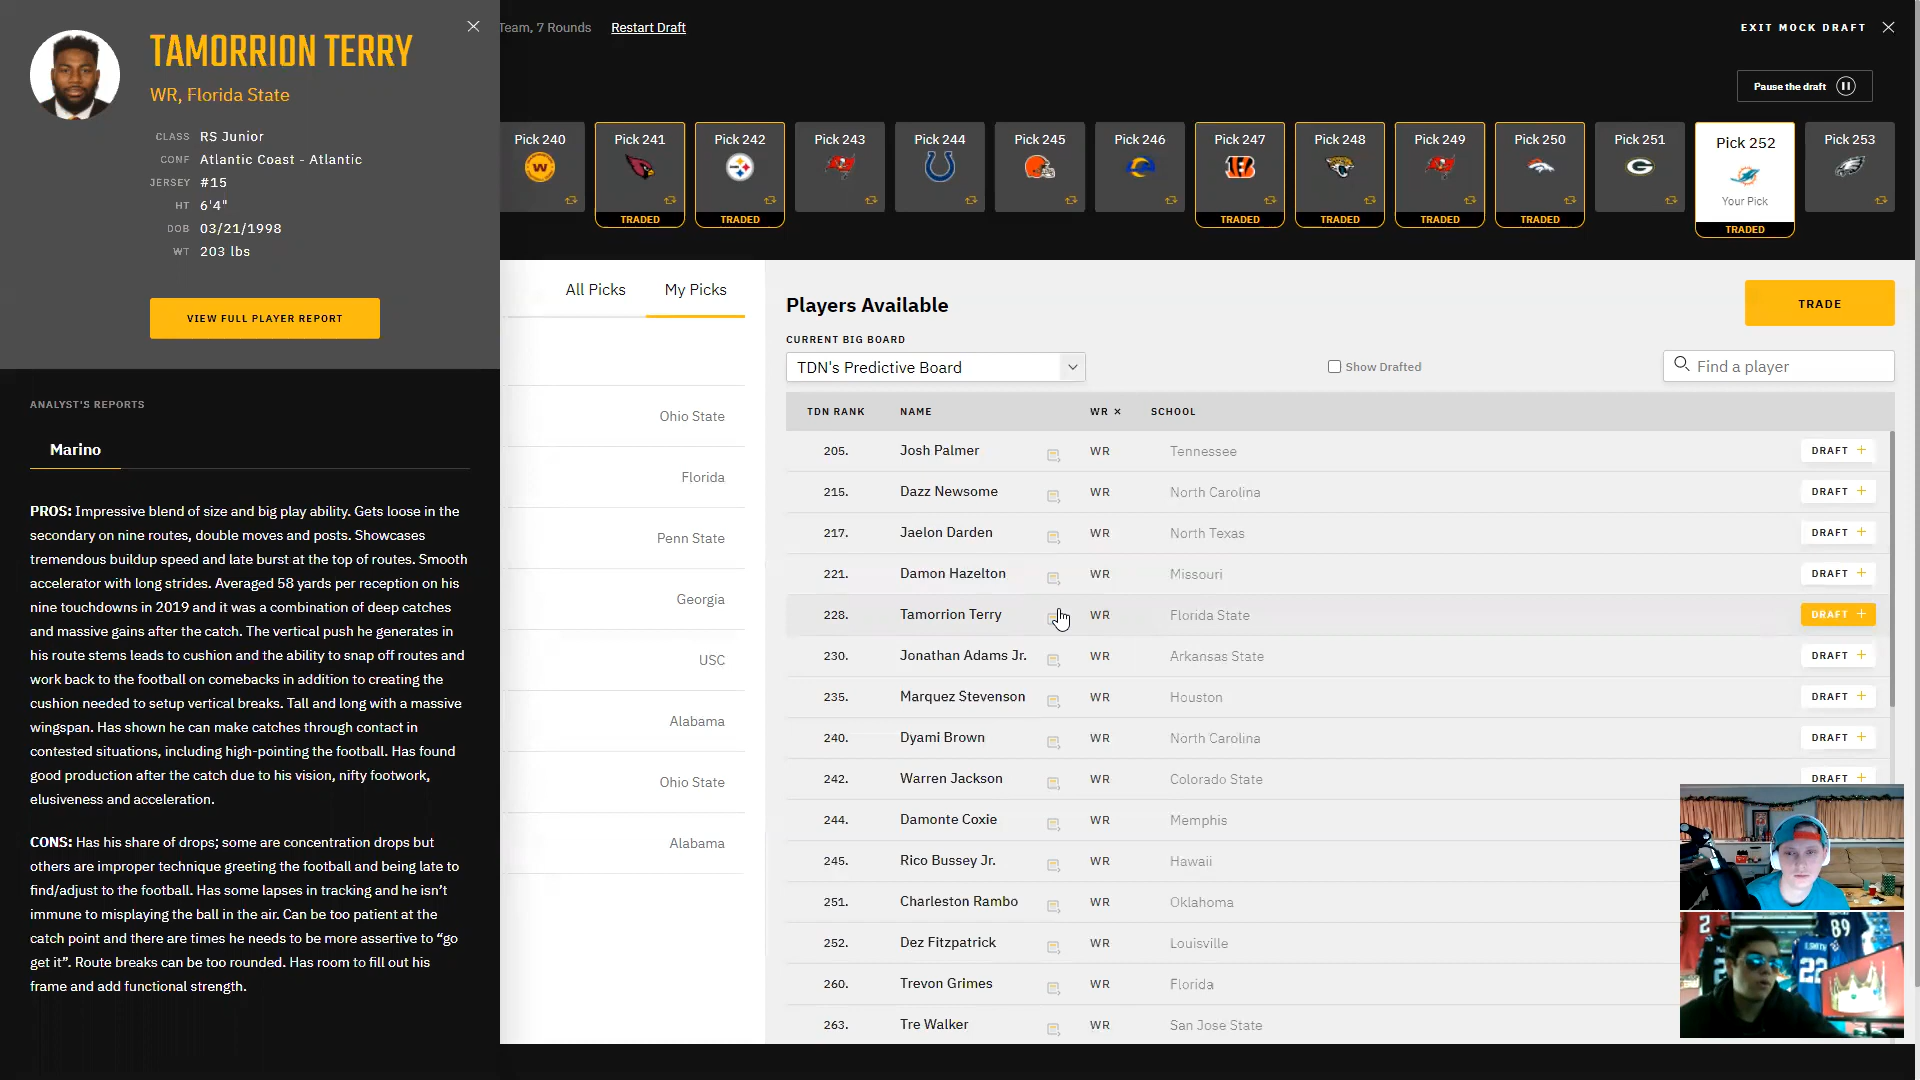 TAMORRION TERRY
WR, Florida State
CLASS RS Junior
CONF Atlantic Coast - Atlantic
JERSEY #15
HT 6'4"
DOB 03/21/1998
WT 203 lbs
VIEW FULL PLAYER REPORT
ANALYST'S REPORTS
Marino
PROS: Impressive blend of size and big play ability. Gets loose in the
secondary on nine routes, double moves and posts. Showcases
tremendous buildup speed and late burst at the top of routes. Smooth
accelerator with long strides. Averaged 58 yards per reception on his
nine touchdowns in 2019 and it was a combination of deep catches
and massive gains after the catch. The vertical push he generates in
his route stems leads to cushion and the ability to snap off routes and
work back to the football on comebacks in addition to creating the
cushion needed to setup vertical breaks. Tall and long with a massive
wingspan. Has shown he can make catches through contact in
contested situations, including high-pointing the football. Has found
good production after the catch due to his vision, nifty footwork,
elusiveness and acceleration.
CONS: Has his share of drops; some are concentration drops but
others are improper technique greeting the football and being late to
find/adjust to the football. Has some lapses in tracking and he isn't
immune to misplaying the ball in the air. Can be too patient at the
catch point and there are times he needs to be more assertive to “go
get it”. Route breaks can be too rounded. Has room to fill out his
frame and add functional strength.
Team, 7 Rounds Restart Draft
EXIT MOCK DRAFT
Pause the draft
Pick 240
Pick 241 TRADED
Pick 242 TRADED
Pick 243
Pick 244
Pick 245
Pick 246
Pick 247 TRADED
Pick 248 TRADED
Pick 249 TRADED
Pick 250 TRADED
Pick 251
Pick 252 Your Pick TRADED
Pick 253
All Picks My Picks
Ohio State
Florida
Penn State
Georgia
USC
Alabama
Ohio State
Alabama
Players Available
TRADE
CURRENT BIG BOARD
TDN's Predictive Board
Show Drafted
Find a player
TDN RANK NAME WR × SCHOOL
205. Josh Palmer WR Tennessee DRAFT +
215. Dazz Newsome WR North Carolina DRAFT +
217. Jaelon Darden WR North Texas DRAFT +
221. Damon Hazelton WR Missouri DRAFT +
228. Tamorrion Terry WR Florida State DRAFT +
230. Jonathan Adams Jr. WR Arkansas State DRAFT +
235. Marquez Stevenson WR Houston DRAFT +
240. Dyami Brown WR North Carolina DRAFT +
242. Warren Jackson WR Colorado State DRAFT +
244. Damonte Coxie WR Memphis
245. Rico Bussey Jr. WR Hawaii
251. Charleston Rambo WR Oklahoma
252. Dez Fitzpatrick WR Louisville
260. Trevon Grimes WR Florida
263. Tre Walker WR San Jose State
2
89
22